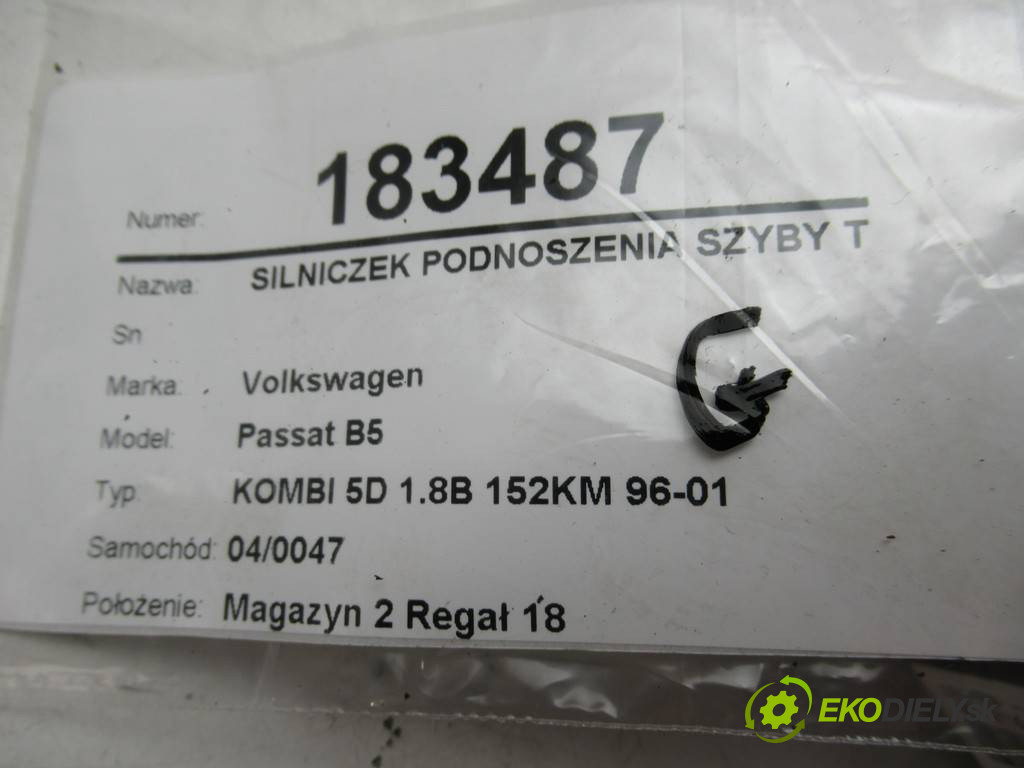 Numer: 183487
Nazwa: SILNICZEK PODNOSZENIA SZYBY T
Sn
Marka: Volkswagen
Model: Passat B5
Typ KOMBI 5D 1.8B 152KM 96-01
Samochód: 04/0047
Położenie: Magazyn 2 Regał 18
G
EKODIELY.sk